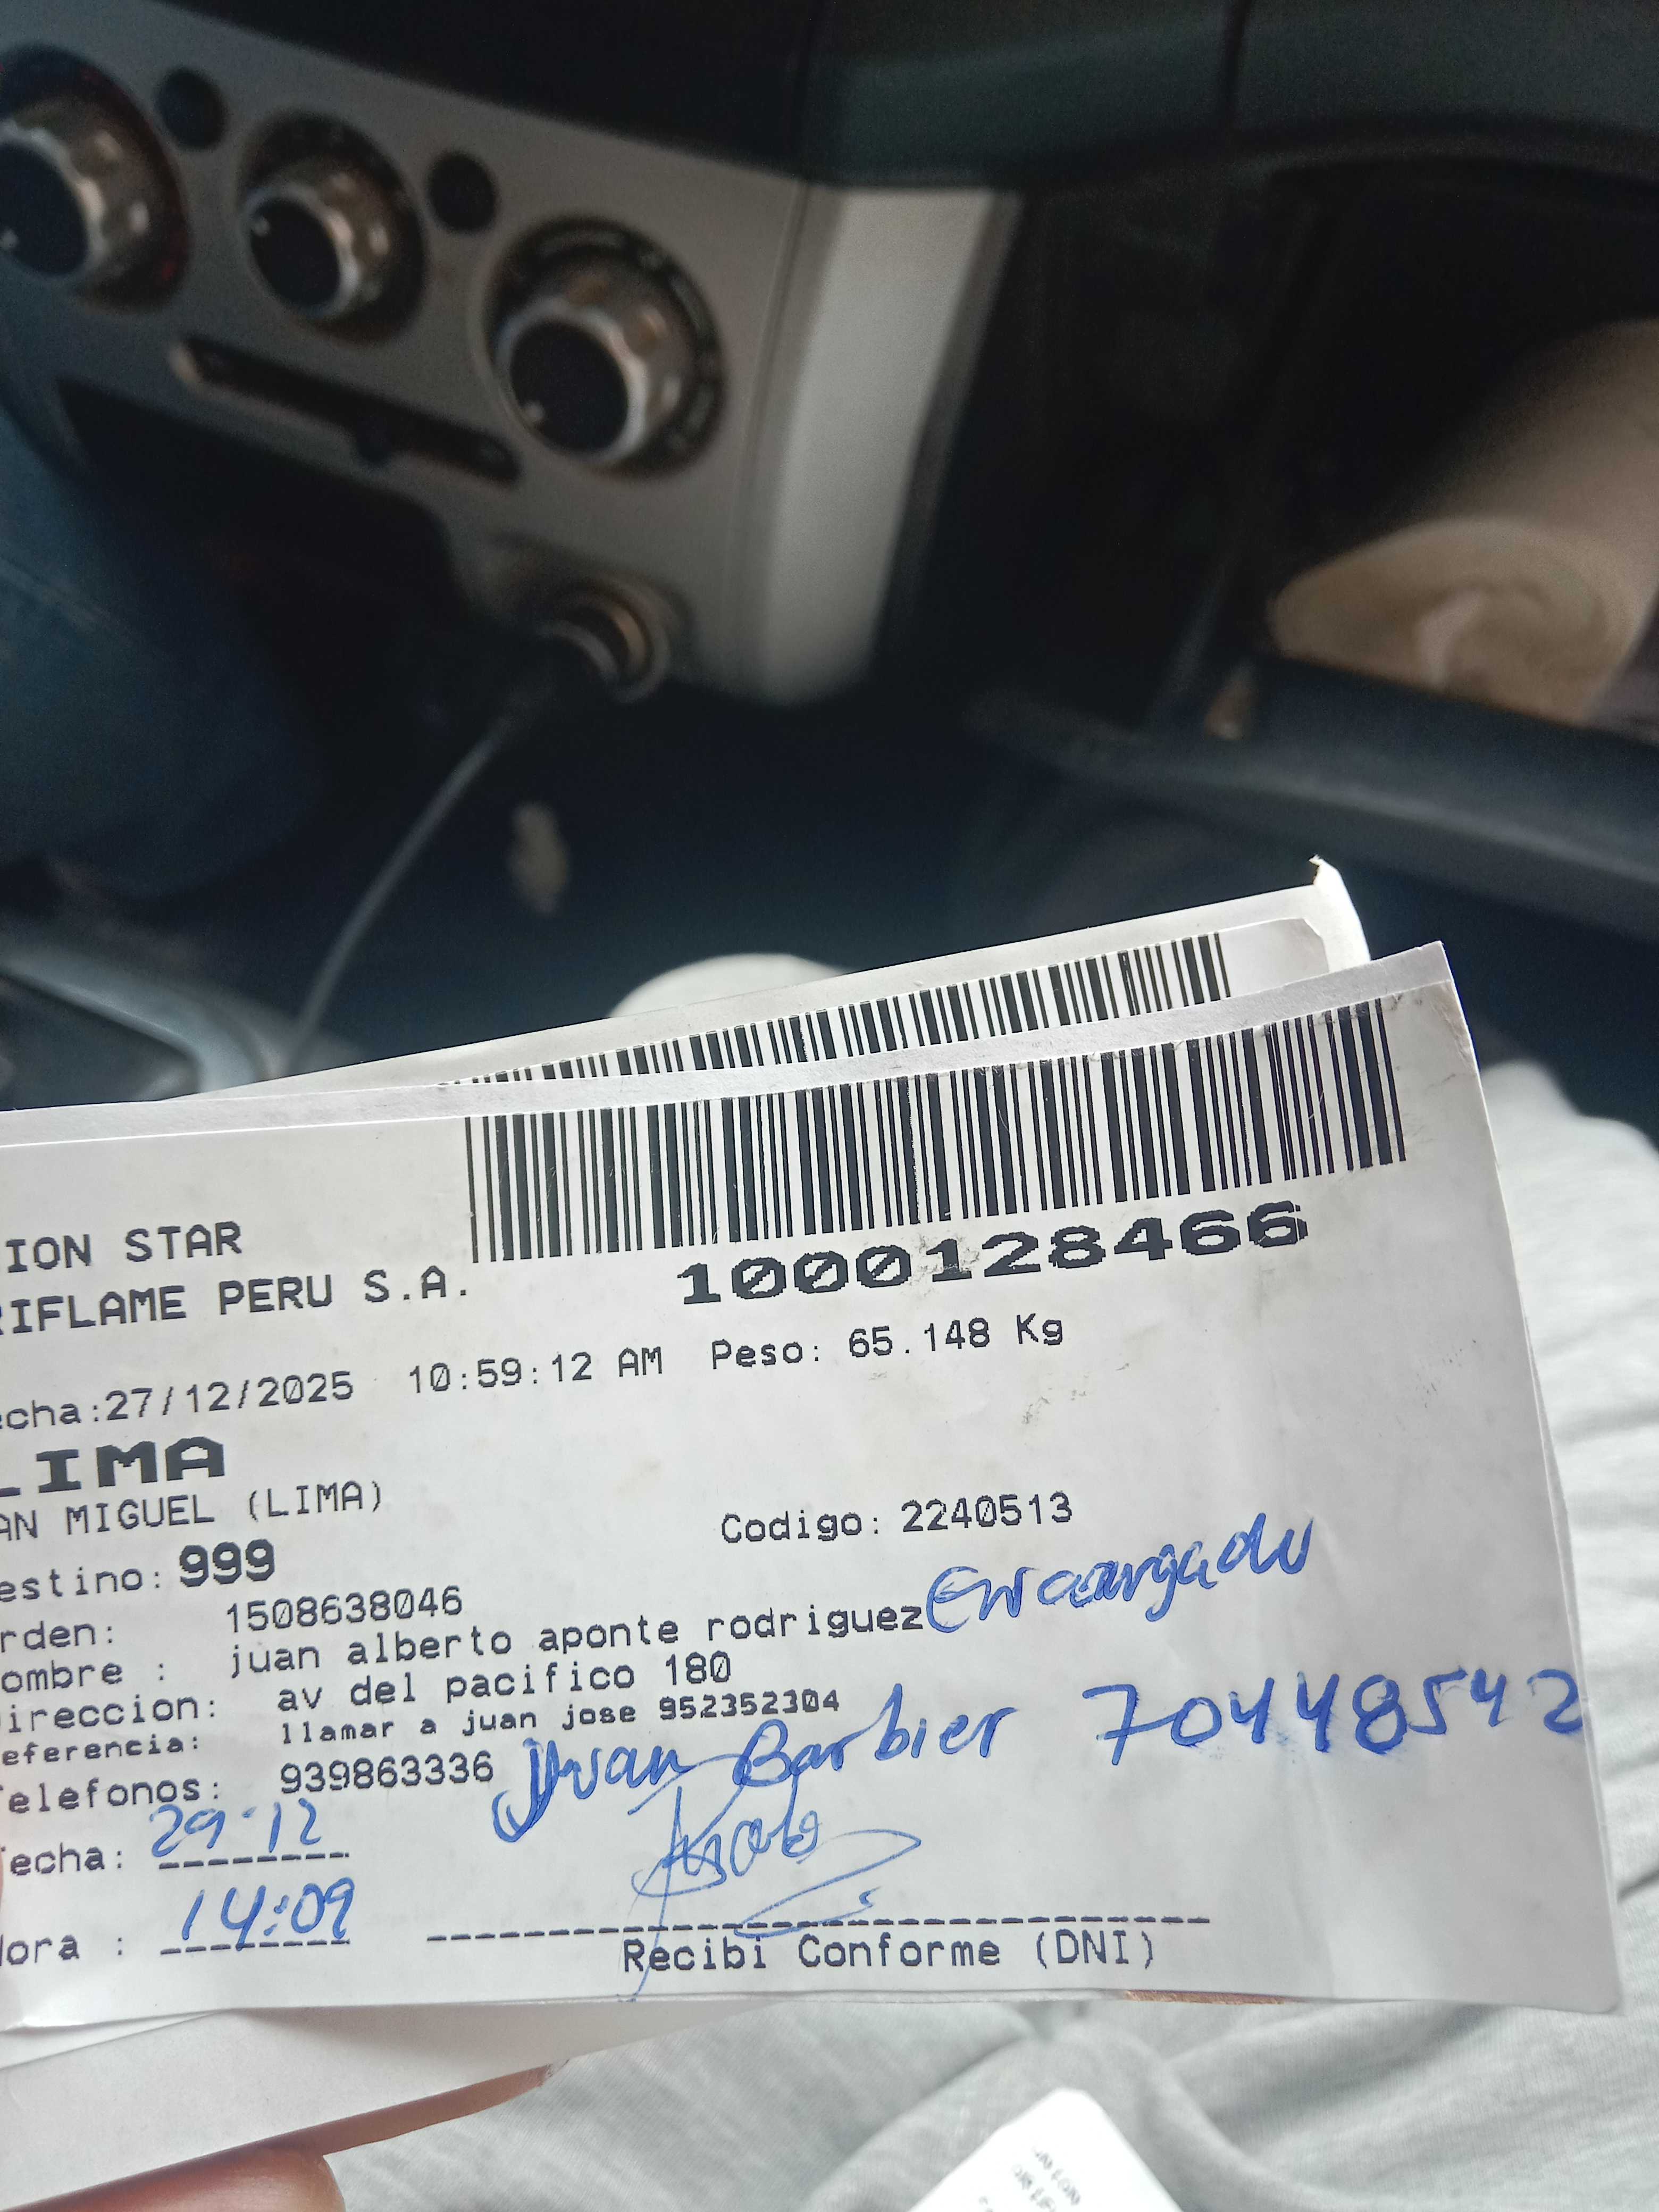 ION STAR
RIFLAME PERU S.A.
1000128466
echa:27/12/2025 10:59:12 AM Peso: 65.148 Kg
LIMA
AN MIGUEL (LIMA)
Codigo: 2240513
estino: 999
rden: 1508638046
ombre : juan alberto aponte rodriguez Encargado
ireccion: av del pacifico 180
eferencia: llamar a juan jose 952352304
elefonos: 939863336 Juan Barbier 70448542
echa: 29-12
ora : 14:09
Recibi Conforme (DNI)